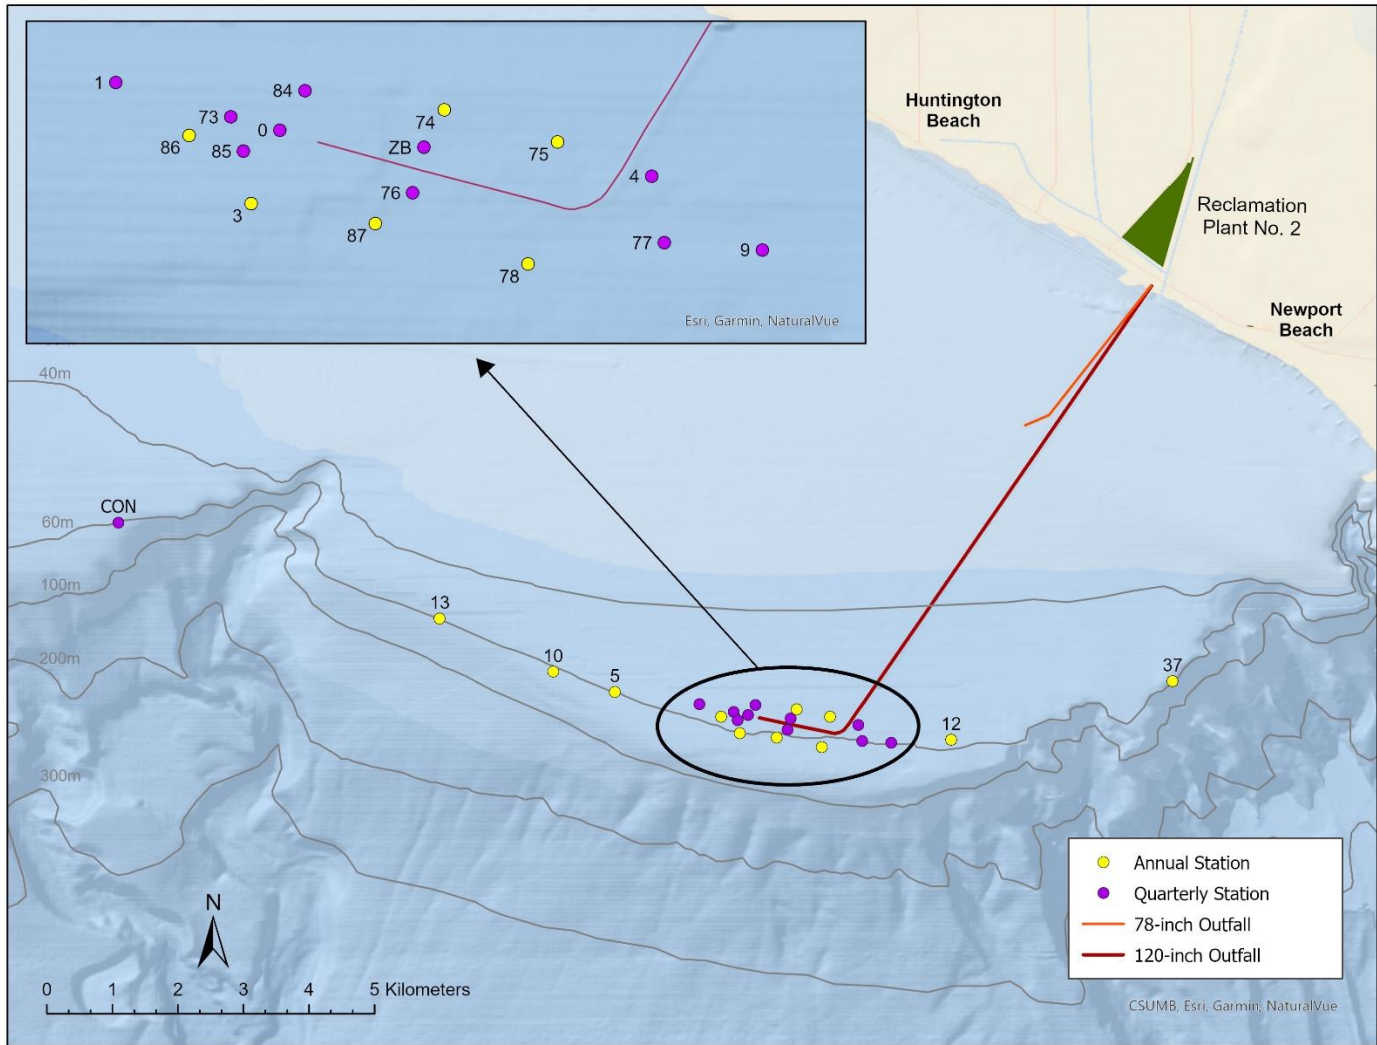 1
84
73
0
86
85
ZB
74
75
76
4
3
87
77
9
78
Esri, Garmin, NaturalVue
Huntington
Beach
Reclamation
Plant No. 2
Newport
Beach
40m
CON
60m
100m
13
200m
10
5
37
12
300m
Annual Station
Quarterly Station
78-inch Outfall
120-inch Outfall
N
0 1 2 3 4 5 Kilometers
CSUMB, Esri, Garmin, NaturalVue